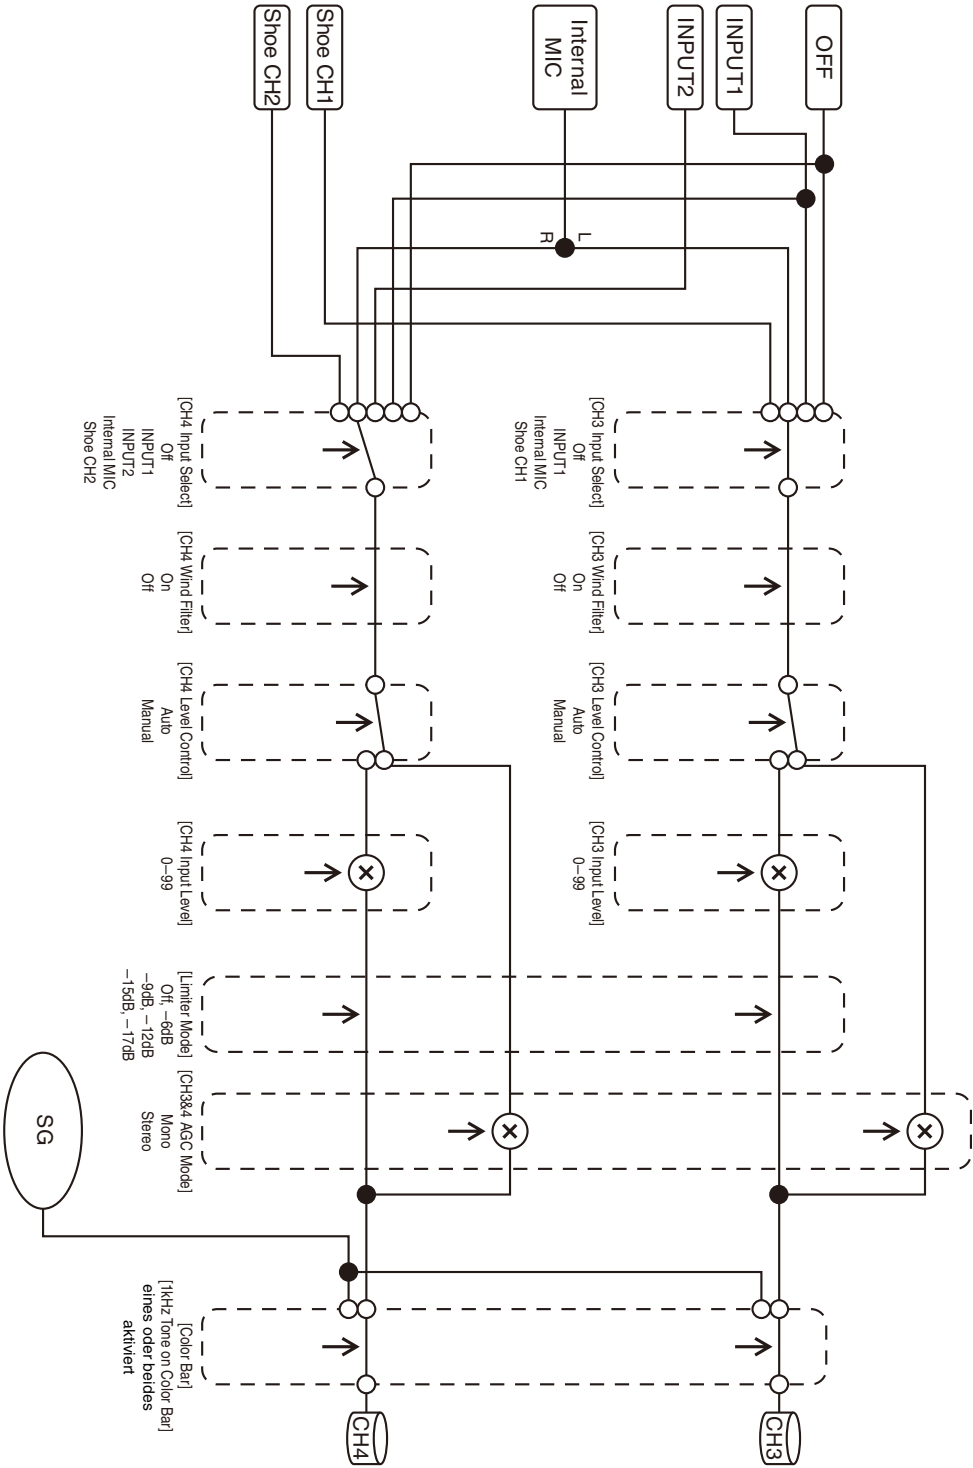 OFF
INPUT1
INPUT2
Internal
MIC
L
R
Shoe CH1
Shoe CH2
[CH3 Input Select]
Off
INPUT1
Internal MIC
Shoe CH1
[CH3 Wind Filter]
On
Off
[CH3 Level Control]
Auto
Manual
[CH3 Input Level]
0–99
CH3
[CH4 Input Select]
Off
INPUT1
INPUT2
Internal MIC
Shoe CH2
[CH4 Wind Filter]
On
Off
[CH4 Level Control]
Auto
Manual
[CH4 Input Level]
0–99
[Limiter Mode]
Off, –6dB
–9dB, –12dB
–15dB, –17dB
[CH3&4 AGC Mode]
Mono
Stereo
[Color Bar]
[1kHz Tone on Color Bar]
eines oder beides
aktiviert
CH4
SG